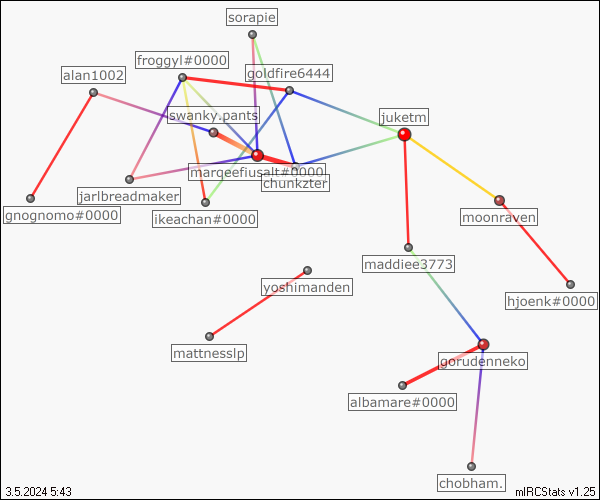 sorapie
froggyl#0000
goldfire6444
alan1002
swanky.pants
juketm
marqeefiusalt#0000
chunkzter
jarlbreadmaker
gnognomo#0000
ikeachan#0000
moonraven
maddiee3773
yoshimanden
hjoenk#0000
mattnesslp
gorudenneko
albamare#0000
chobham.
3.5.2024 5:43
mIRCStats v1.25